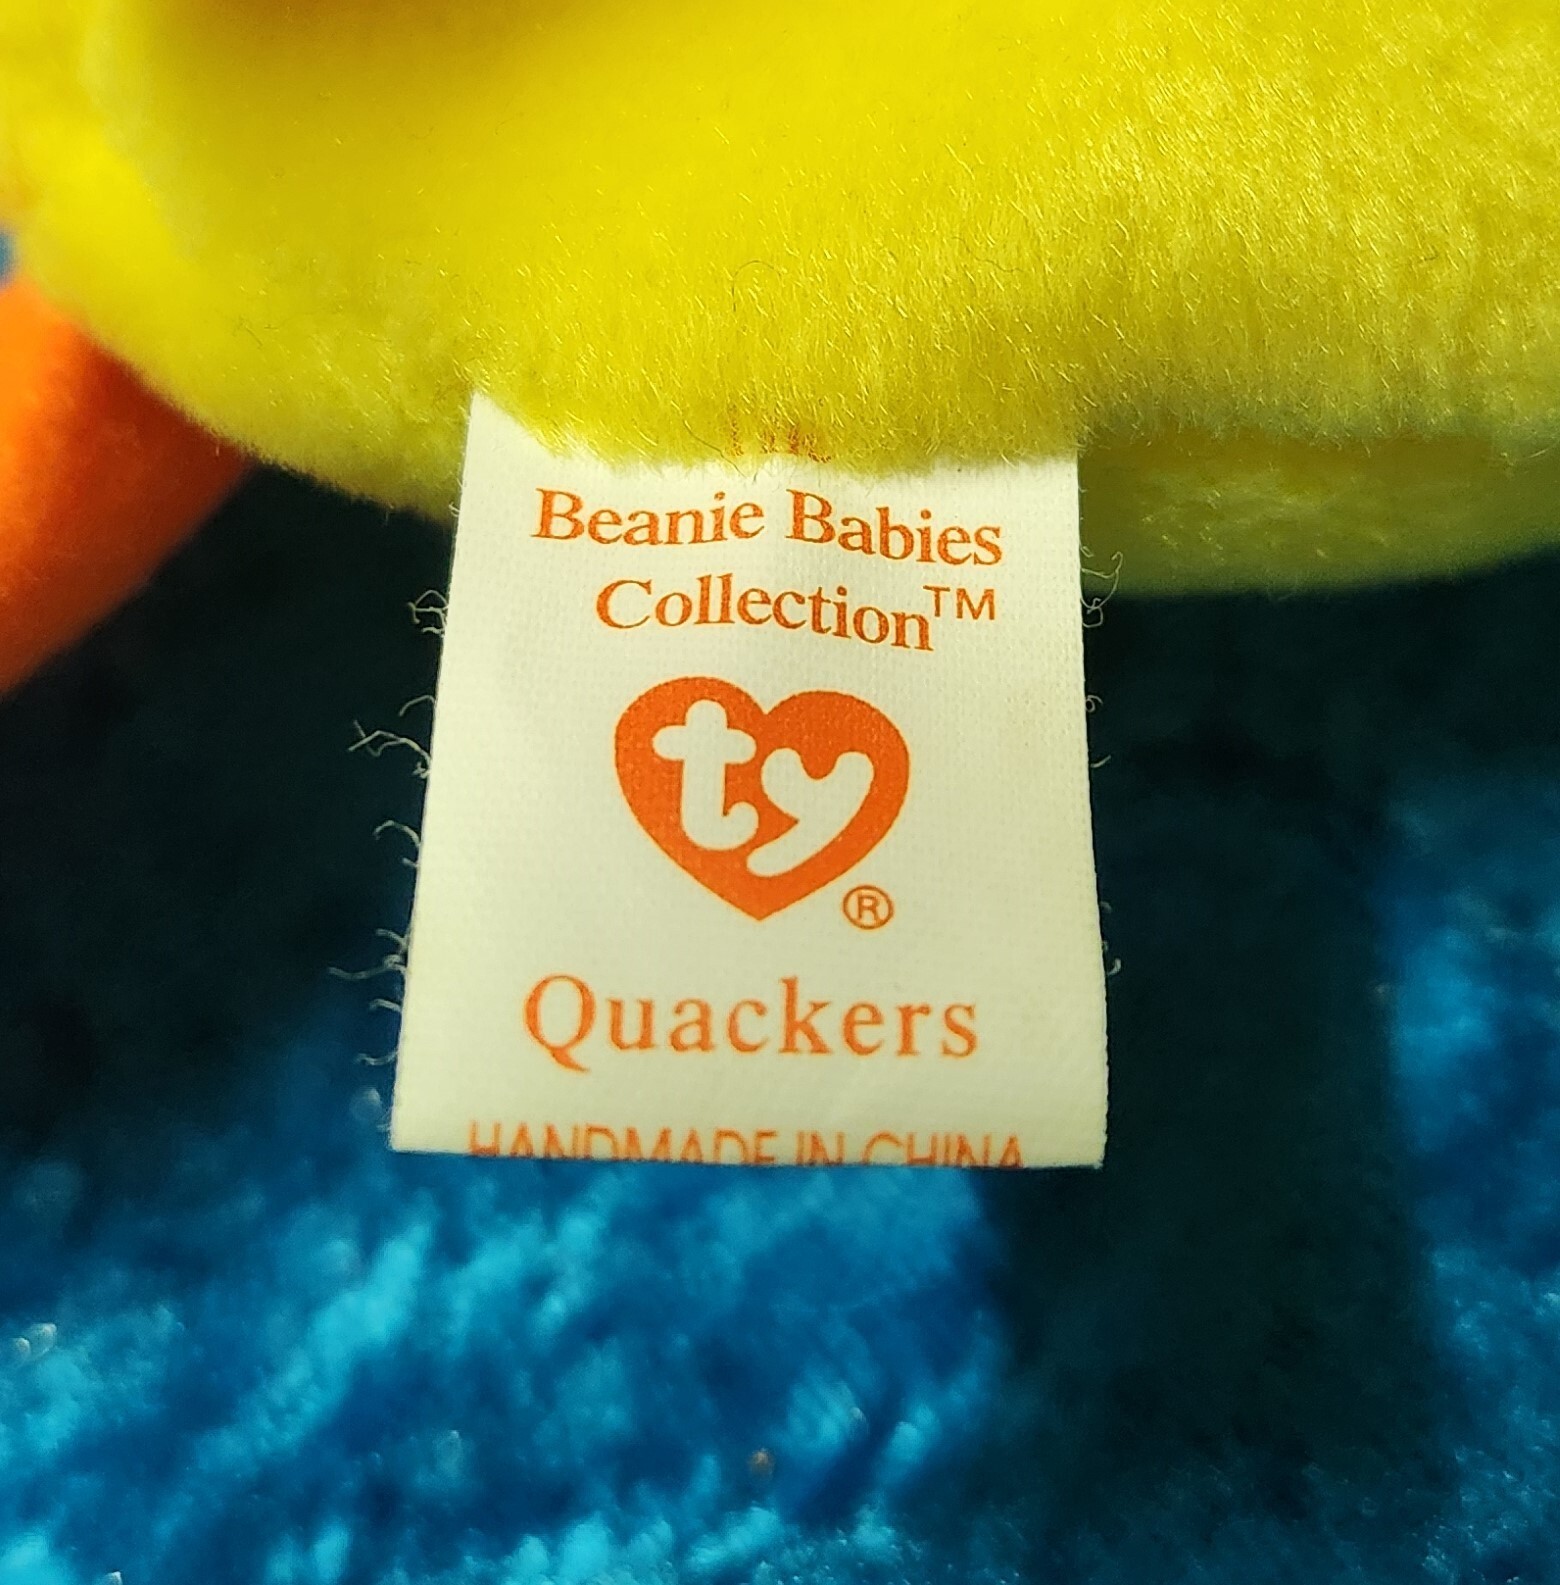 Beanie Babies
Collection™
ty
®
Quackers
HANDMADE IN CHINA